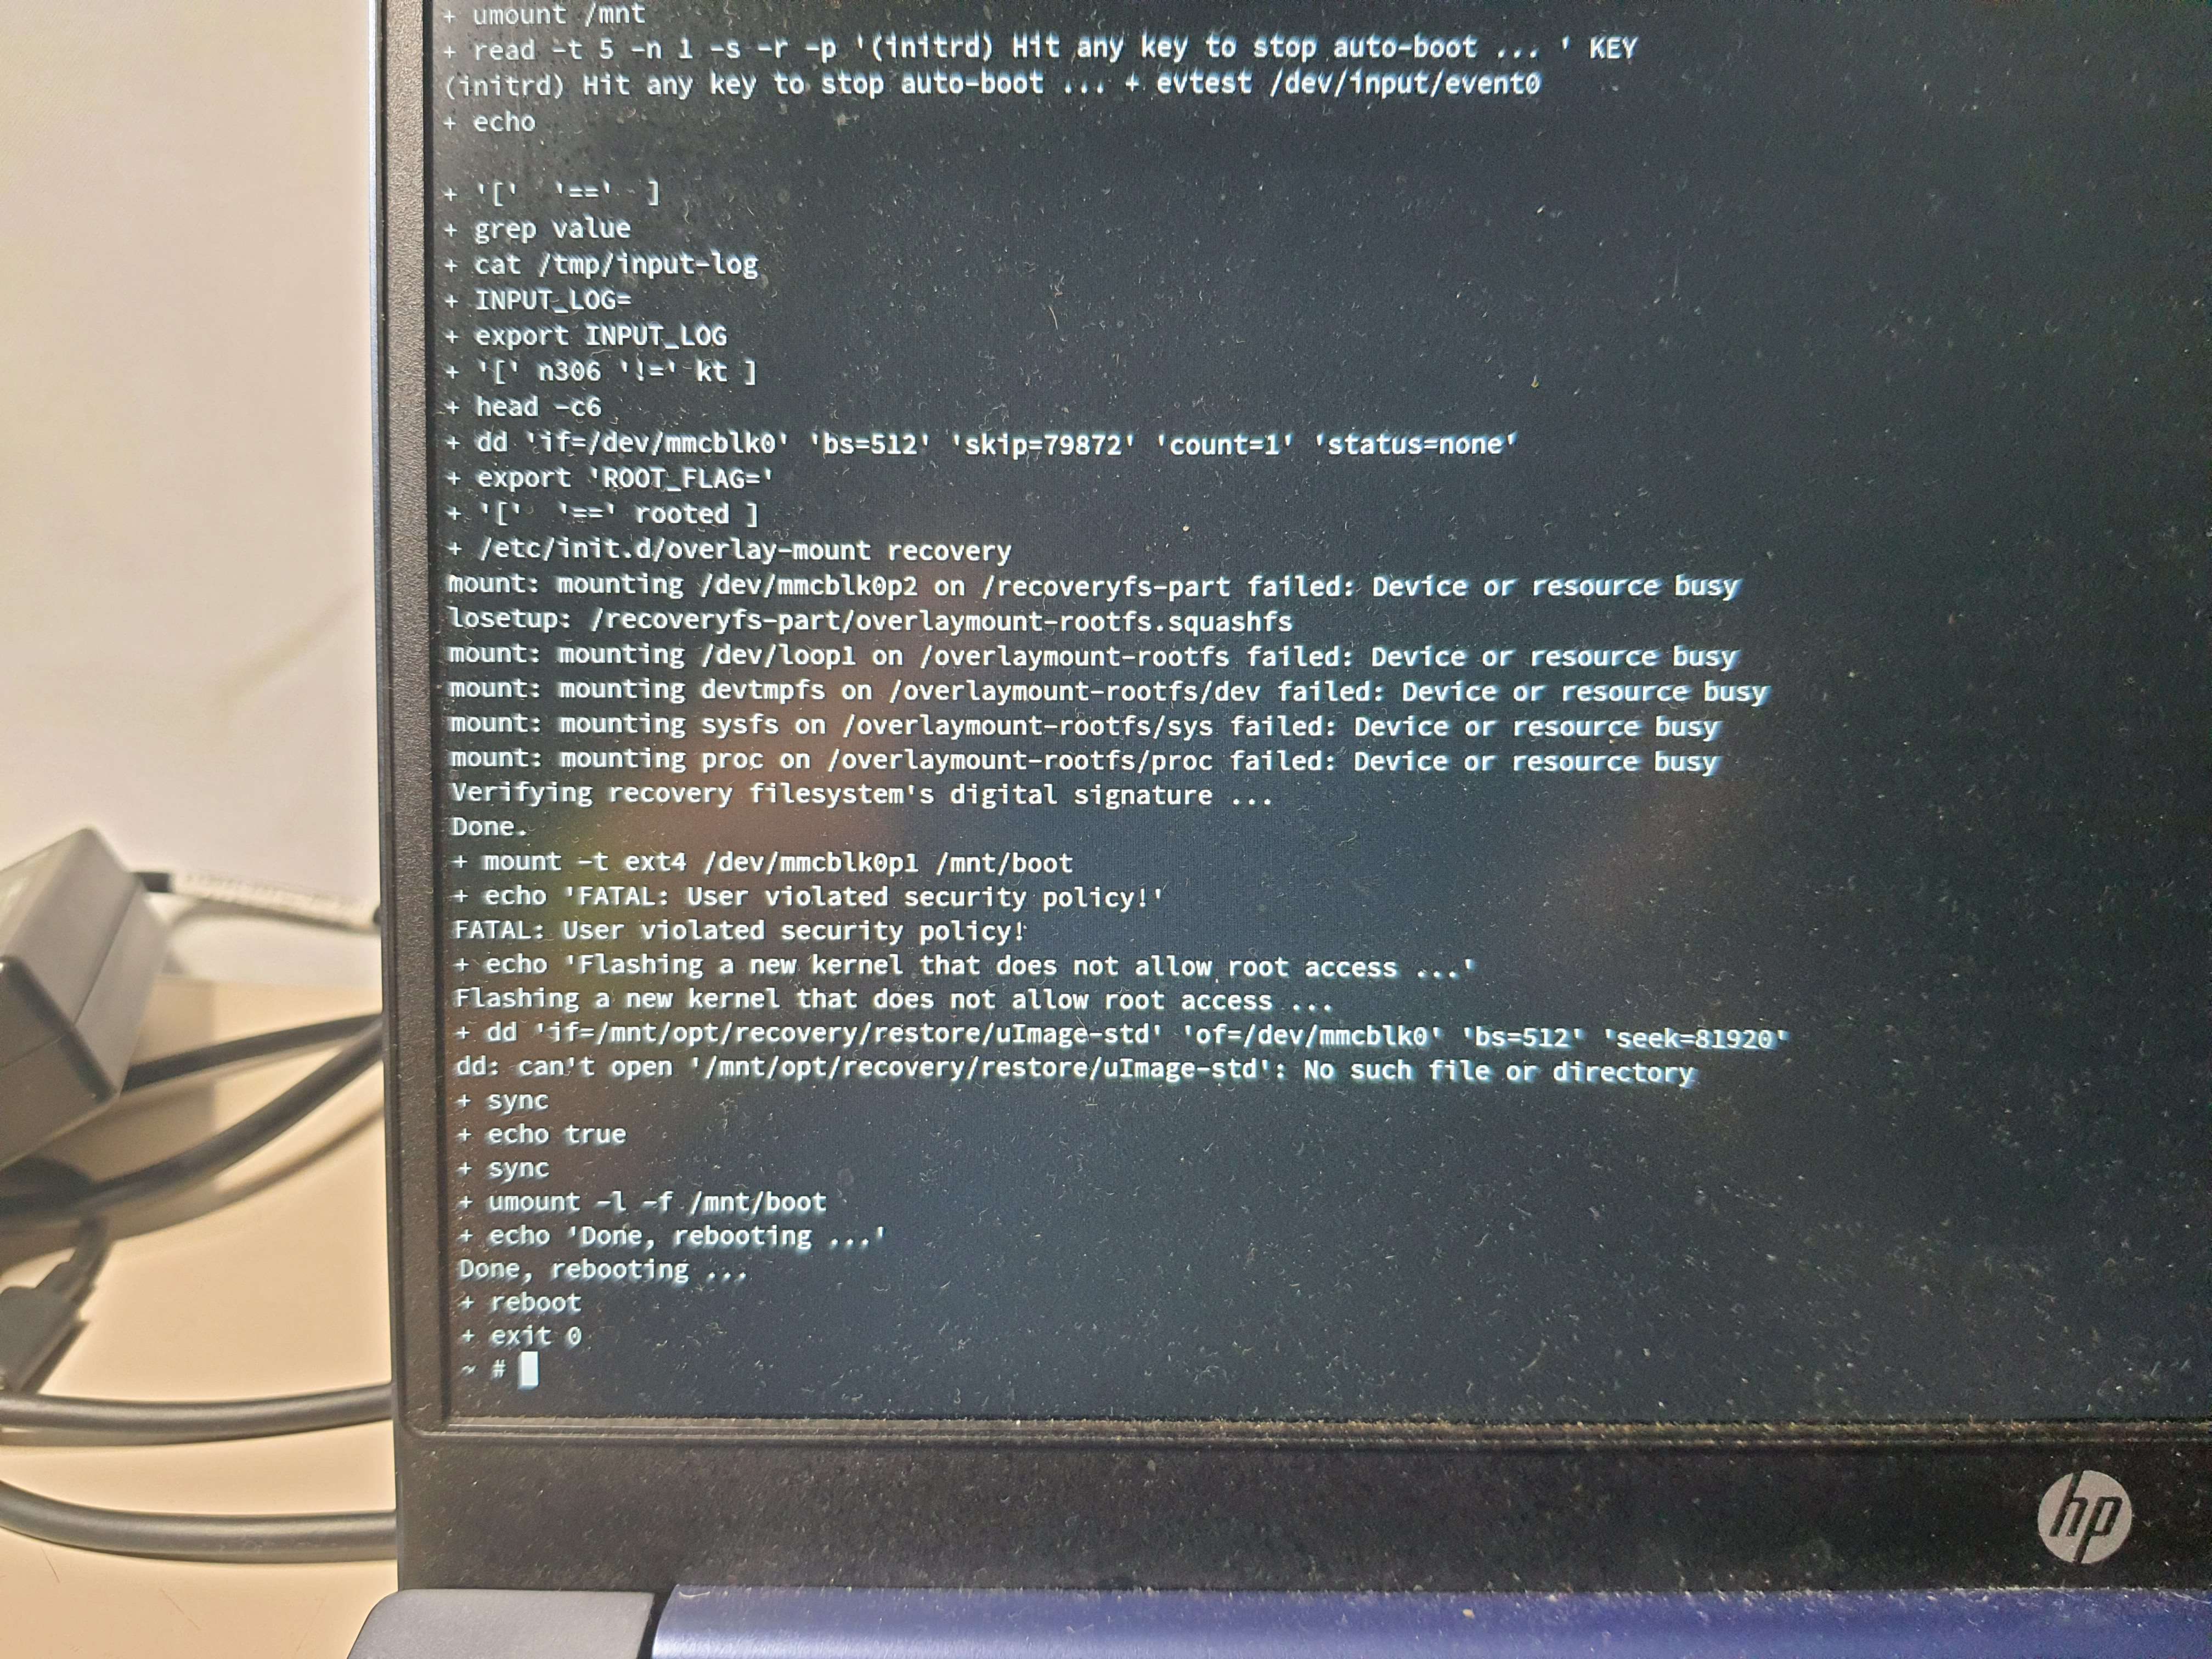 + umount /mnt
+ read -t 5 -n 1 -s -r -p '(initrd) Hit any key to stop auto-boot ... ' KEY
(initrd) Hit any key to stop auto-boot ... + evtest /dev/input/event0
+ echo
+ '['  '==' ]
+ grep value
+ cat /tmp/input-log
+ INPUT_LOG=
+ export INPUT_LOG
+ '[' n306 '!=' kt ]
+ head -c6
+ dd 'if=/dev/mmcblk0' 'bs=512' 'skip=79872' 'count=1' 'status=none'
+ export 'ROOT_FLAG='
+ '['  '==' rooted ]
+ /etc/init.d/overlay-mount recovery
mount: mounting /dev/mmcblk0p2 on /recoveryfs-part failed: Device or resource busy
losetup: /recoveryfs-part/overlaymount-rootfs.squashfs
mount: mounting /dev/loop1 on /overlaymount-rootfs failed: Device or resource busy
mount: mounting devtmpfs on /overlaymount-rootfs/dev failed: Device or resource busy
mount: mounting sysfs on /overlaymount-rootfs/sys failed: Device or resource busy
mount: mounting proc on /overlaymount-rootfs/proc failed: Device or resource busy
Verifying recovery filesystem's digital signature ...
Done.
+ mount -t ext4 /dev/mmcblk0p1 /mnt/boot
+ echo 'FATAL: User violated security policy!'
FATAL: User violated security policy!
+ echo 'Flashing a new kernel that does not allow root access ...'
Flashing a new kernel that does not allow root access ...
+ dd 'if=/mnt/opt/recovery/restore/uImage-std' 'of=/dev/mmcblk0' 'bs=512' 'seek=81920'
dd: can't open '/mnt/opt/recovery/restore/uImage-std': No such file or directory
+ sync
+ echo true
+ sync
+ umount -l -f /mnt/boot
+ echo 'Done, rebooting ...'
Done, rebooting ...
+ reboot
+ exit 0
~ #
hp